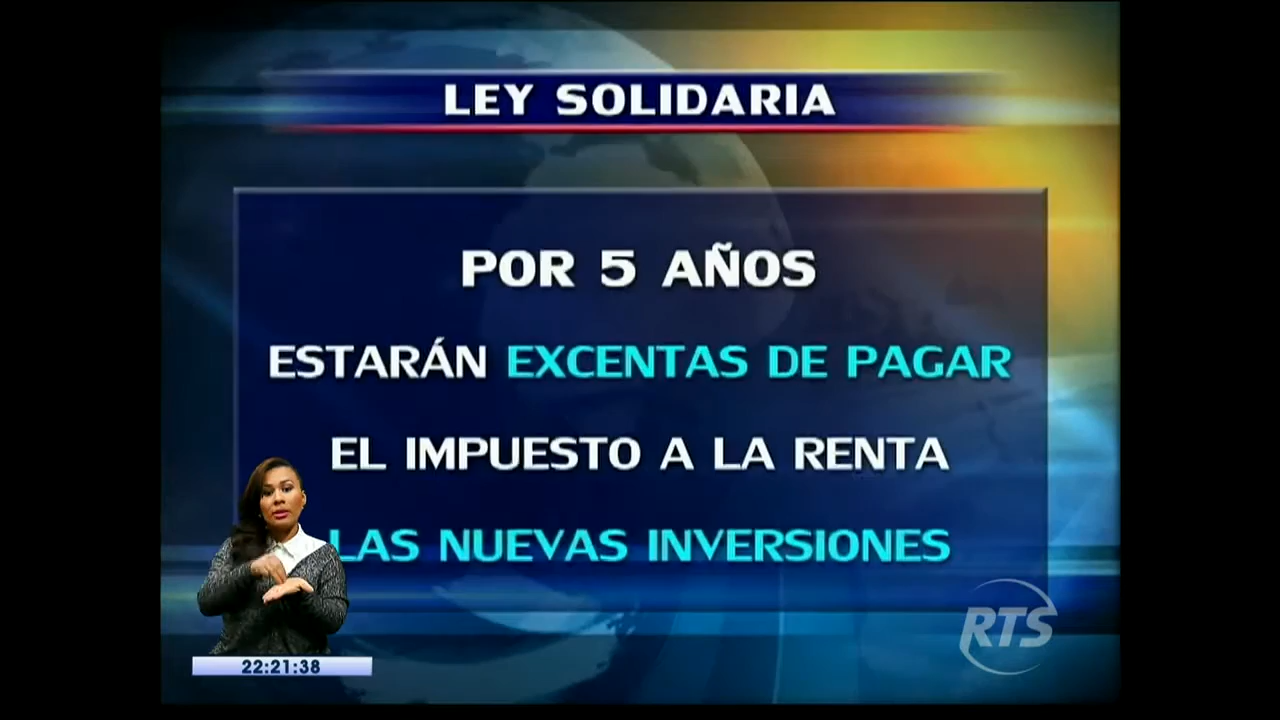 LEY SOLIDARIA
POR 5 AÑOS
ESTARÁN EXCENTAS DE PAGAR
EL IMPUESTO A LA RENTA
LAS NUEVAS INVERSIONES
RTS
22:21:38